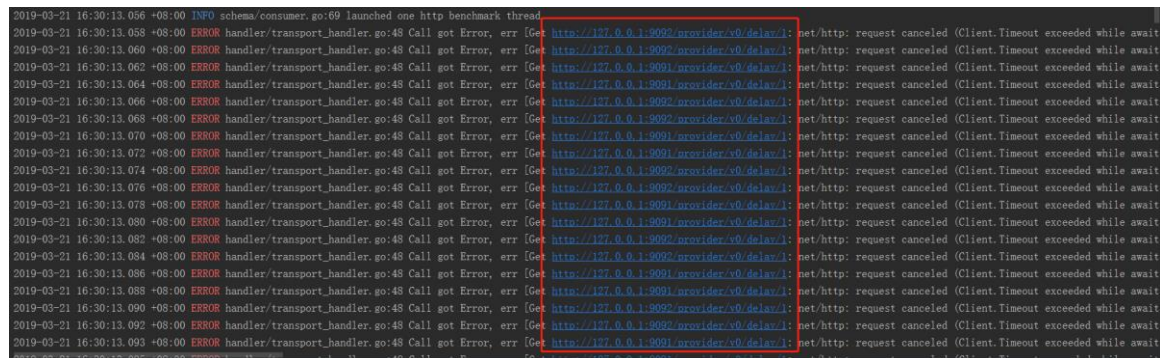 2019-03-21 16:30:13.056 +08:00 INFO schema/consumer.go:69 launched one http benchmark thread
2019-03-21 16:30:13.058 +08:00 ERROR handler/transport_handler.go:48 Call got Error, err [Get http://127.0.0.1:9092/provider/v0/delay/1: net/http: request canceled (Client.Timeout exceeded while await
2019-03-21 16:30:13.060 +08:00 ERROR handler/transport_handler.go:48 Call got Error, err [Get http://127.0.0.1:9092/provider/v0/delay/1: net/http: request canceled (Client.Timeout exceeded while await
2019-03-21 16:30:13.062 +08:00 ERROR handler/transport_handler.go:48 Call got Error, err [Get http://127.0.0.1:9091/provider/v0/delay/1: net/http: request canceled (Client.Timeout exceeded while await
2019-03-21 16:30:13.064 +08:00 ERROR handler/transport_handler.go:48 Call got Error, err [Get http://127.0.0.1:9091/provider/v0/delay/1: net/http: request canceled (Client.Timeout exceeded while await
2019-03-21 16:30:13.066 +08:00 ERROR handler/transport_handler.go:48 Call got Error, err [Get http://127.0.0.1:9092/provider/v0/delay/1: net/http: request canceled (Client.Timeout exceeded while await
2019-03-21 16:30:13.068 +08:00 ERROR handler/transport_handler.go:48 Call got Error, err [Get http://127.0.0.1:9091/provider/v0/delay/1: net/http: request canceled (Client.Timeout exceeded while await
2019-03-21 16:30:13.070 +08:00 ERROR handler/transport_handler.go:48 Call got Error, err [Get http://127.0.0.1:9092/provider/v0/delay/1: net/http: request canceled (Client.Timeout exceeded while await
2019-03-21 16:30:13.072 +08:00 ERROR handler/transport_handler.go:48 Call got Error, err [Get http://127.0.0.1:9091/provider/v0/delay/1: net/http: request canceled (Client.Timeout exceeded while await
2019-03-21 16:30:13.074 +08:00 ERROR handler/transport_handler.go:48 Call got Error, err [Get http://127.0.0.1:9091/provider/v0/delay/1: net/http: request canceled (Client.Timeout exceeded while await
2019-03-21 16:30:13.076 +08:00 ERROR handler/transport_handler.go:48 Call got Error, err [Get http://127.0.0.1:9092/provider/v0/delay/1: net/http: request canceled (Client.Timeout exceeded while await
2019-03-21 16:30:13.078 +08:00 ERROR handler/transport_handler.go:48 Call got Error, err [Get http://127.0.0.1:9091/provider/v0/delay/1: net/http: request canceled (Client.Timeout exceeded while await
2019-03-21 16:30:13.080 +08:00 ERROR handler/transport_handler.go:48 Call got Error, err [Get http://127.0.0.1:9092/provider/v0/delay/1: net/http: request canceled (Client.Timeout exceeded while await
2019-03-21 16:30:13.082 +08:00 ERROR handler/transport_handler.go:48 Call got Error, err [Get http://127.0.0.1:9091/provider/v0/delay/1: net/http: request canceled (Client.Timeout exceeded while await
2019-03-21 16:30:13.084 +08:00 ERROR handler/transport_handler.go:48 Call got Error, err [Get http://127.0.0.1:9092/provider/v0/delay/1: net/http: request canceled (Client.Timeout exceeded while await
2019-03-21 16:30:13.086 +08:00 ERROR handler/transport_handler.go:48 Call got Error, err [Get http://127.0.0.1:9091/provider/v0/delay/1: net/http: request canceled (Client.Timeout exceeded while await
2019-03-21 16:30:13.088 +08:00 ERROR handler/transport_handler.go:48 Call got Error, err [Get http://127.0.0.1:9091/provider/v0/delay/1: net/http: request canceled (Client.Timeout exceeded while await
2019-03-21 16:30:13.090 +08:00 ERROR handler/transport_handler.go:48 Call got Error, err [Get http://127.0.0.1:9092/provider/v0/delay/1: net/http: request canceled (Client.Timeout exceeded while await
2019-03-21 16:30:13.092 +08:00 ERROR handler/transport_handler.go:48 Call got Error, err [Get http://127.0.0.1:9091/provider/v0/delay/1: net/http: request canceled (Client.Timeout exceeded while await
2019-03-21 16:30:13.093 +08:00 ERROR handler/transport_handler.go:48 Call got Error, err [Get http://127.0.0.1:9092/provider/v0/delay/1: net/http: request canceled (Client.Timeout exceeded while await